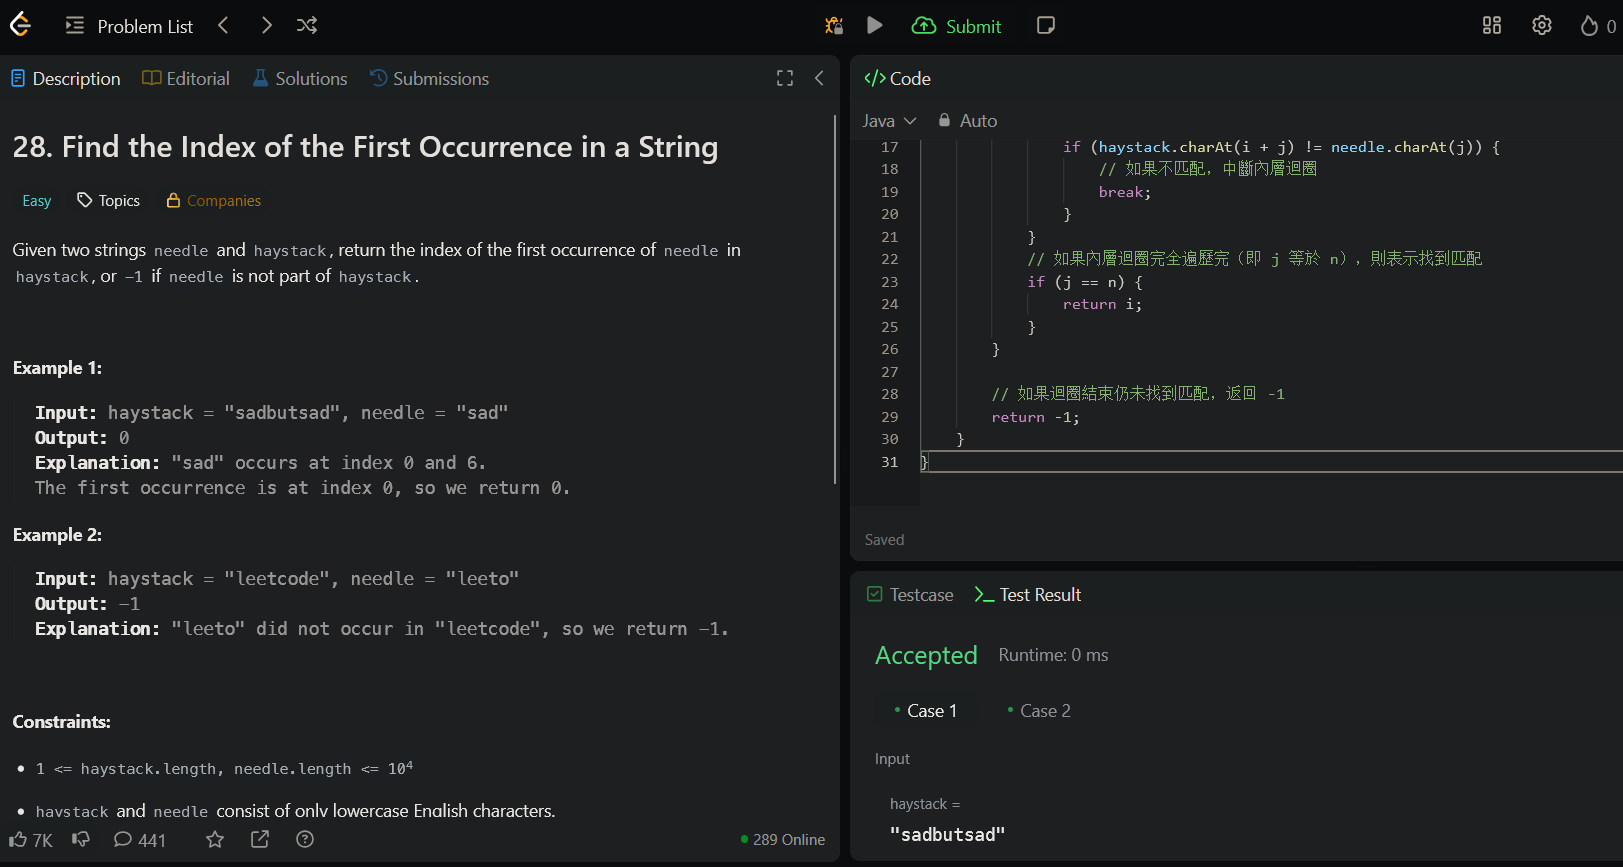 Problem List
Submit
0
Description
Editorial
Solutions
Submissions
28. Find the Index of the First Occurrence in a String
Easy
Topics
Companies
Given two strings needle and haystack, return the index of the first occurrence of needle in
haystack, or -1 if needle is not part of haystack.
Example 1:
Input: haystack = "sadbutsad", needle = "sad"
Output: 0
Explanation: "sad" occurs at index 0 and 6.
The first occurrence is at index 0, so we return 0.
Example 2:
Input: haystack = "leetcode", needle = "leeto"
Output: -1
Explanation: "leeto" did not occur in "leetcode", so we return -1.
Constraints:
• 1 <= haystack.length, needle.length <= 10⁴
• haystack and needle consist of only lowercase English characters.
7K
441
289 Online
</> Code
Java
Auto
17 if (haystack.charAt(i + j) != needle.charAt(j)) {
18 // 如果不匹配，中斷內層迴圈
19 break;
20 }
21 }
22 // 如果內層迴圈完全遍歷完（即 j 等於 n），則表示找到匹配
23 if (j == n) {
24 return i;
25 }
26 }
27
28 // 如果迴圈結束仍未找到匹配，返回 -1
29 return -1;
30 }
31 }
Saved
Testcase
Test Result
Accepted
Runtime: 0 ms
• Case 1
• Case 2
Input
haystack =
"sadbutsad"